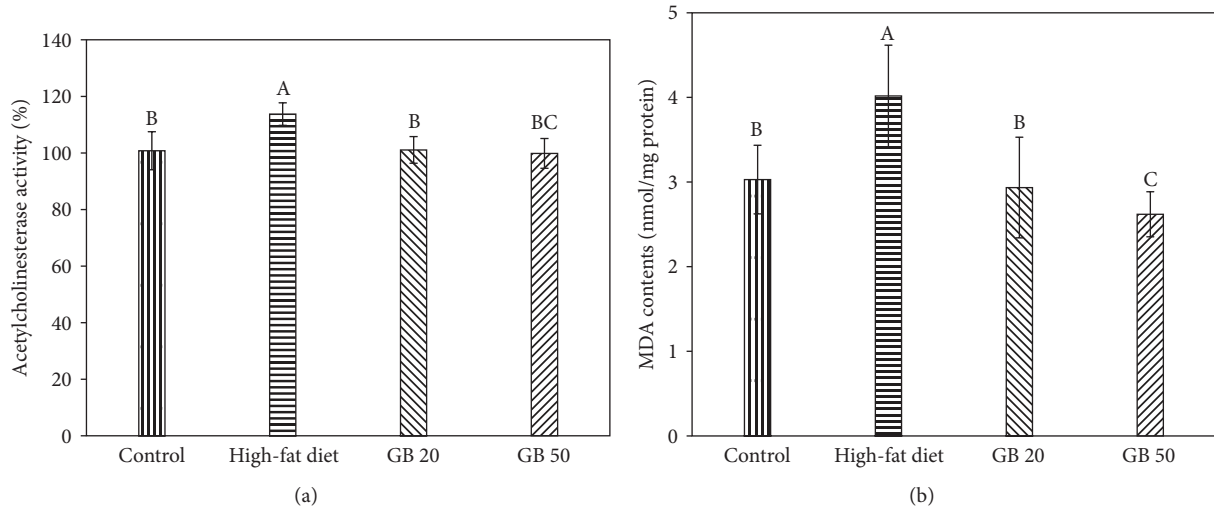 Acetylcholinesterase activity (%)
140
120
100
80
60
40
20
0
B
A
B
BC
Control
High-fat diet
GB 20
GB 50
(a)
MDA contents (nmol/mg protein)
5
4
3
2
1
0
B
A
B
C
Control
High-fat diet
GB 20
GB 50
(b)